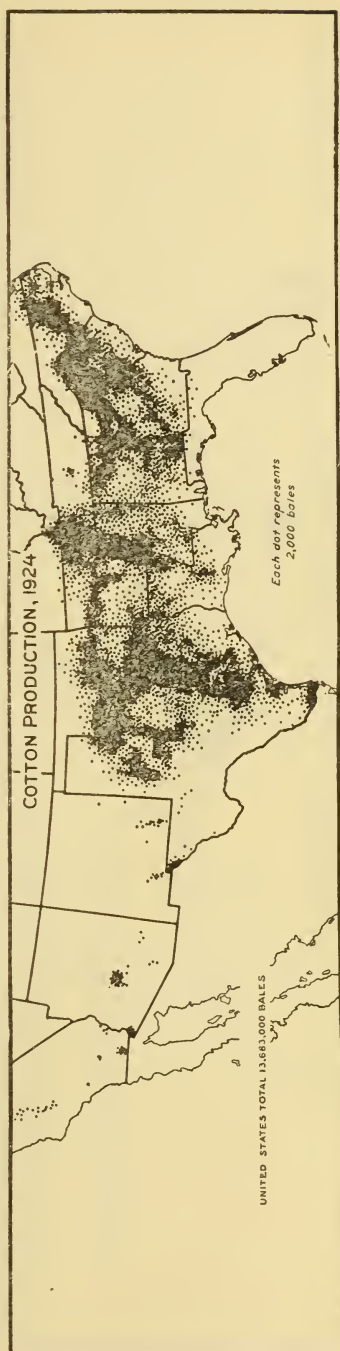 COTTON PRODUCTION, 1924
Each dot represents
2,000 bales
UNITED STATES TOTAL 13,683,000 BALES